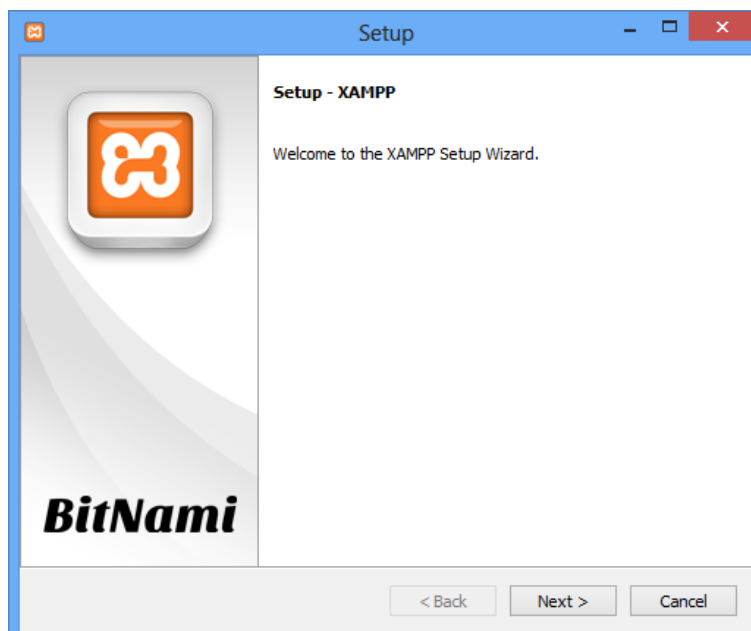 Setup
Setup - XAMPP
Welcome to the XAMPP Setup Wizard.
BitNami
< Back
Next >
Cancel